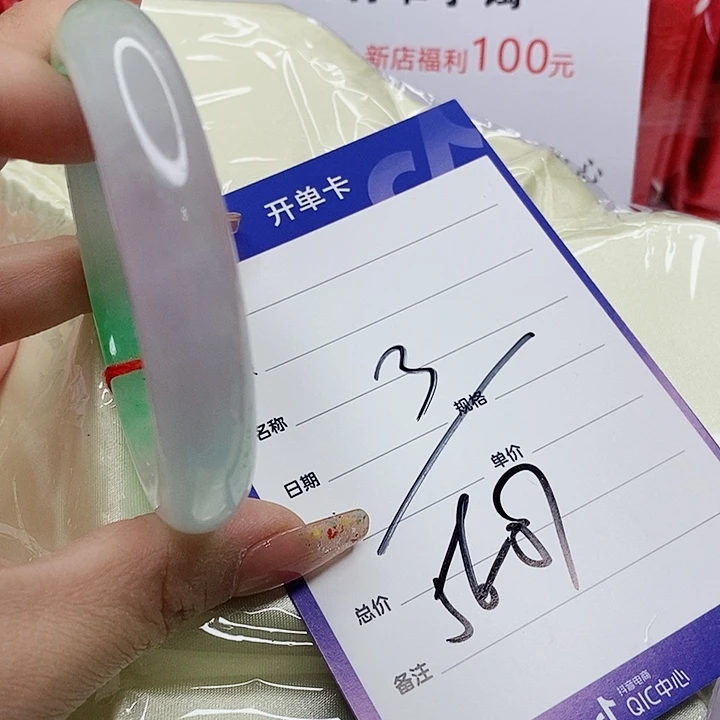 新店福利100元
开单卡
3
名称 规格
日期 单价
569
总价
备注
抖音电商
QIC中心